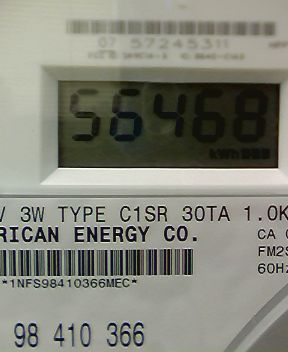 07 57245311
56468
kWh
V 3W TYPE C1SR 30TA 1.0K
RICAN ENERGY CO.
CA
FM2S
60Hz
*1NFS98410366MEC*
98 410 366